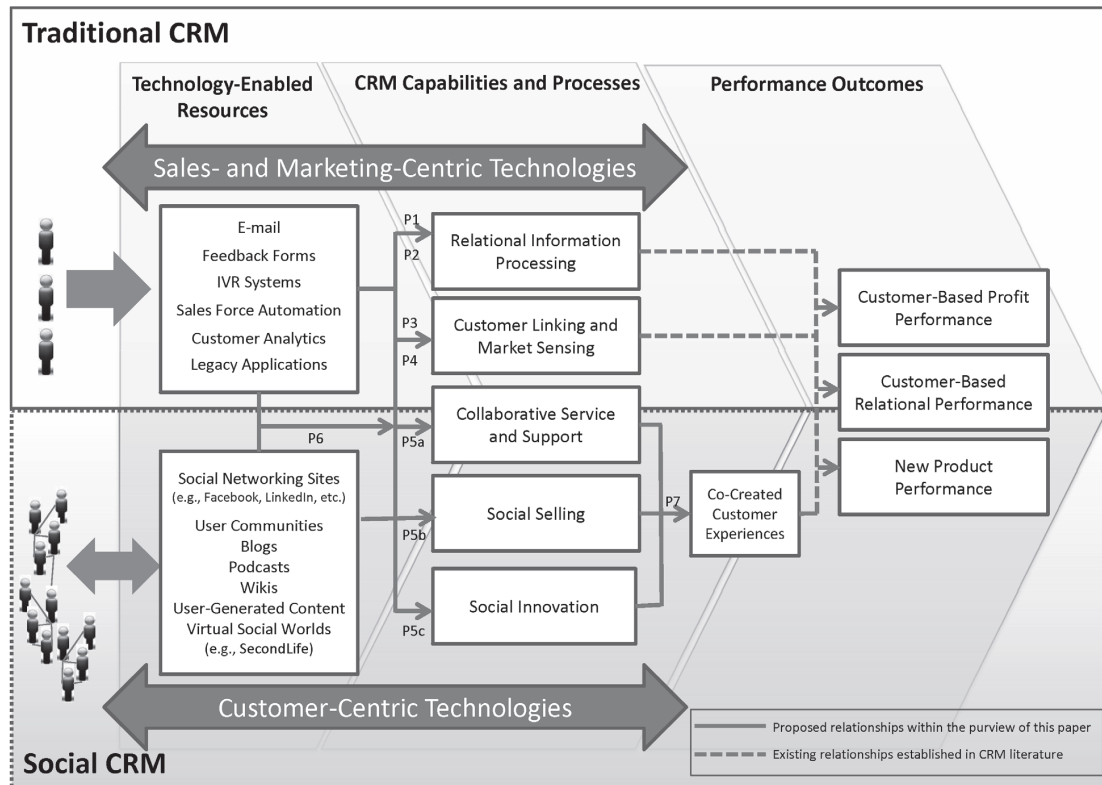 Traditional CRM
Technology-Enabled
Resources
CRM Capabilities and Processes
Performance Outcomes
Sales- and Marketing-Centric Technologies
E-mail
Feedback Forms
IVR Systems
Sales Force Automation
Customer Analytics
Legacy Applications
P1
P2
Relational Information
Processing
P3
P4
Customer Linking and
Market Sensing
Customer-Based Profit
Performance
Customer-Based
Relational Performance
New Product
Performance
P6
P5a
Collaborative Service
and Support
Social Networking Sites
(e.g., Facebook, LinkedIn, etc.)
User Communities
Blogs
Podcasts
Wikis
User-Generated Content
Virtual Social Worlds
(e.g., SecondLife)
P5b
Social Selling
P7
Co-Created
Customer
Experiences
P5c
Social Innovation
Customer-Centric Technologies
Social CRM
Proposed relationships within the purview of this paper
Existing relationships established in CRM literature